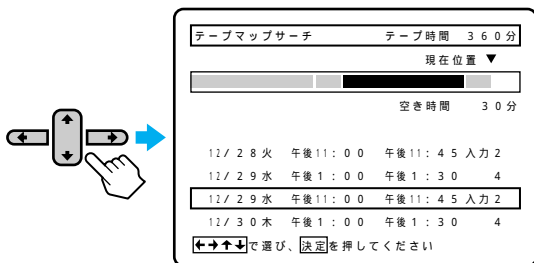 テープマップサーチ テープ時間 360分
現在位置 ▼
空き時間 30分
12/28火 午後11:00 午後11:45 入力2
12/29水 午後1:00 午後1:30 4
12/29水 午後11:00 午後11:45 入力2
12/30木 午後1:00 午後1:30 4
←→↑↓で選び、決定を押してください